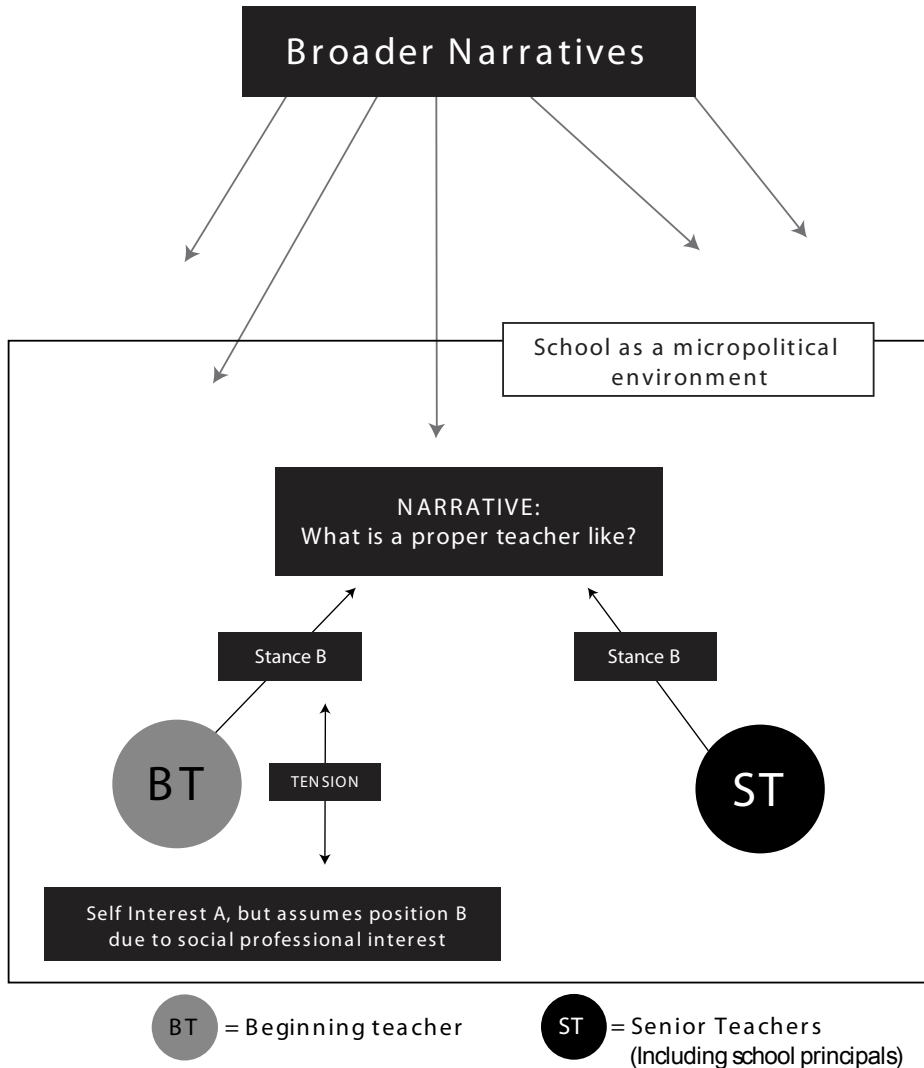 Broader Narratives
School as a micropolitical
environment
NARRATIVE:
What is a proper teacher like?
Stance B
Stance B
BT
TENSION
ST
Self Interest A, but assumes position B
due to social professional interest
BT = Beginning teacher
ST = Senior Teachers
(Including school principals)